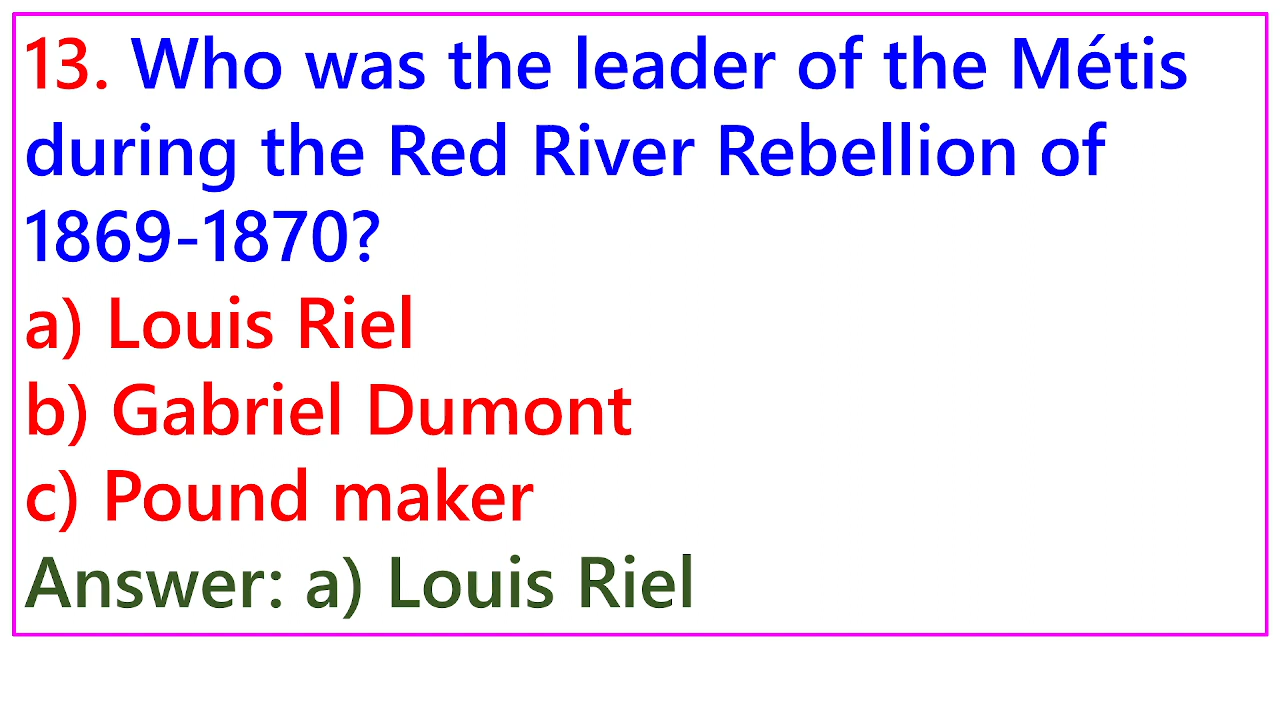 13. Who was the leader of the Métis
during the Red River Rebellion of
1869-1870?
a) Louis Riel
b) Gabriel Dumont
c) Pound maker
Answer: a) Louis Riel